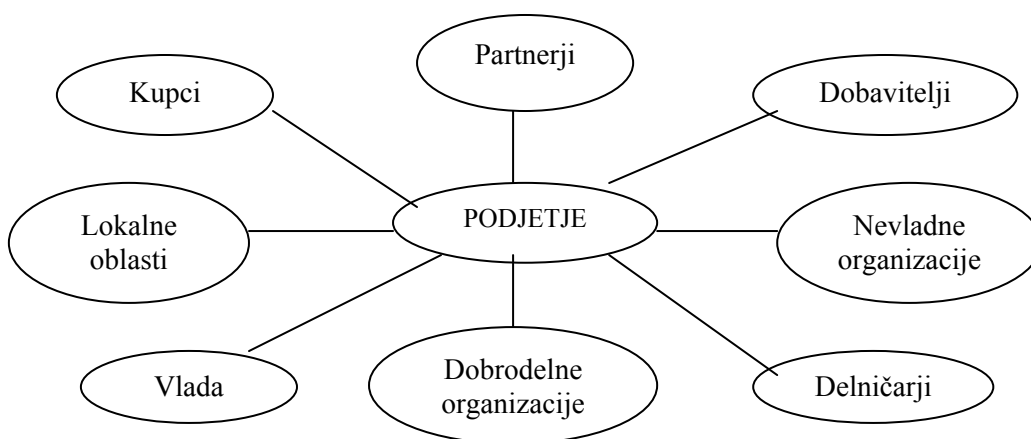 Partnerji
Kupci
Dobavitelji
PODJETJE
Lokalne
oblasti
Nevladne
organizacije
Vlada
Dobrodelne
organizacije
Delničarji